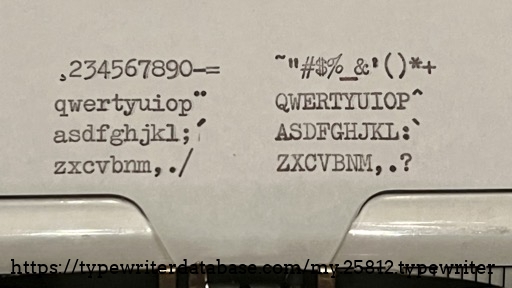 ¸234567890-=
qwertyuiop¨
asdfghjkl;´
zxcvbnm,./
~"#$%_&'()*+
QWERTYUIOP^
ASDFGHJKL:`
ZXCVBNM,.?
https://typewriterdatabase.com/my.25812.typewriter